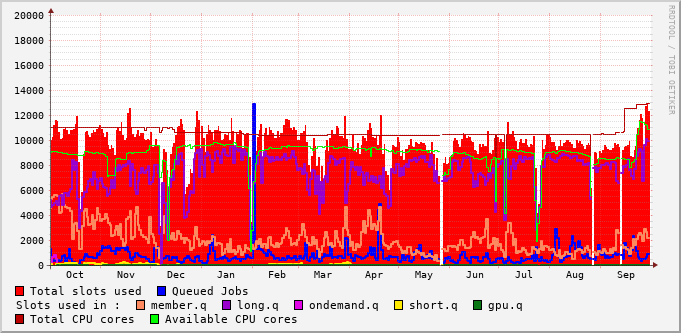 20000
18000
16000
14000
12000
10000
8000
6000
4000
2000
0
Oct Nov Dec Jan Feb Mar Apr May Jun Jul Aug Sep
RRDTOOL / TOBI OETIKER
Total slots used Queued Jobs
Slots used in : member.q long.q ondemand.q short.q gpu.q
Total CPU cores Available CPU cores